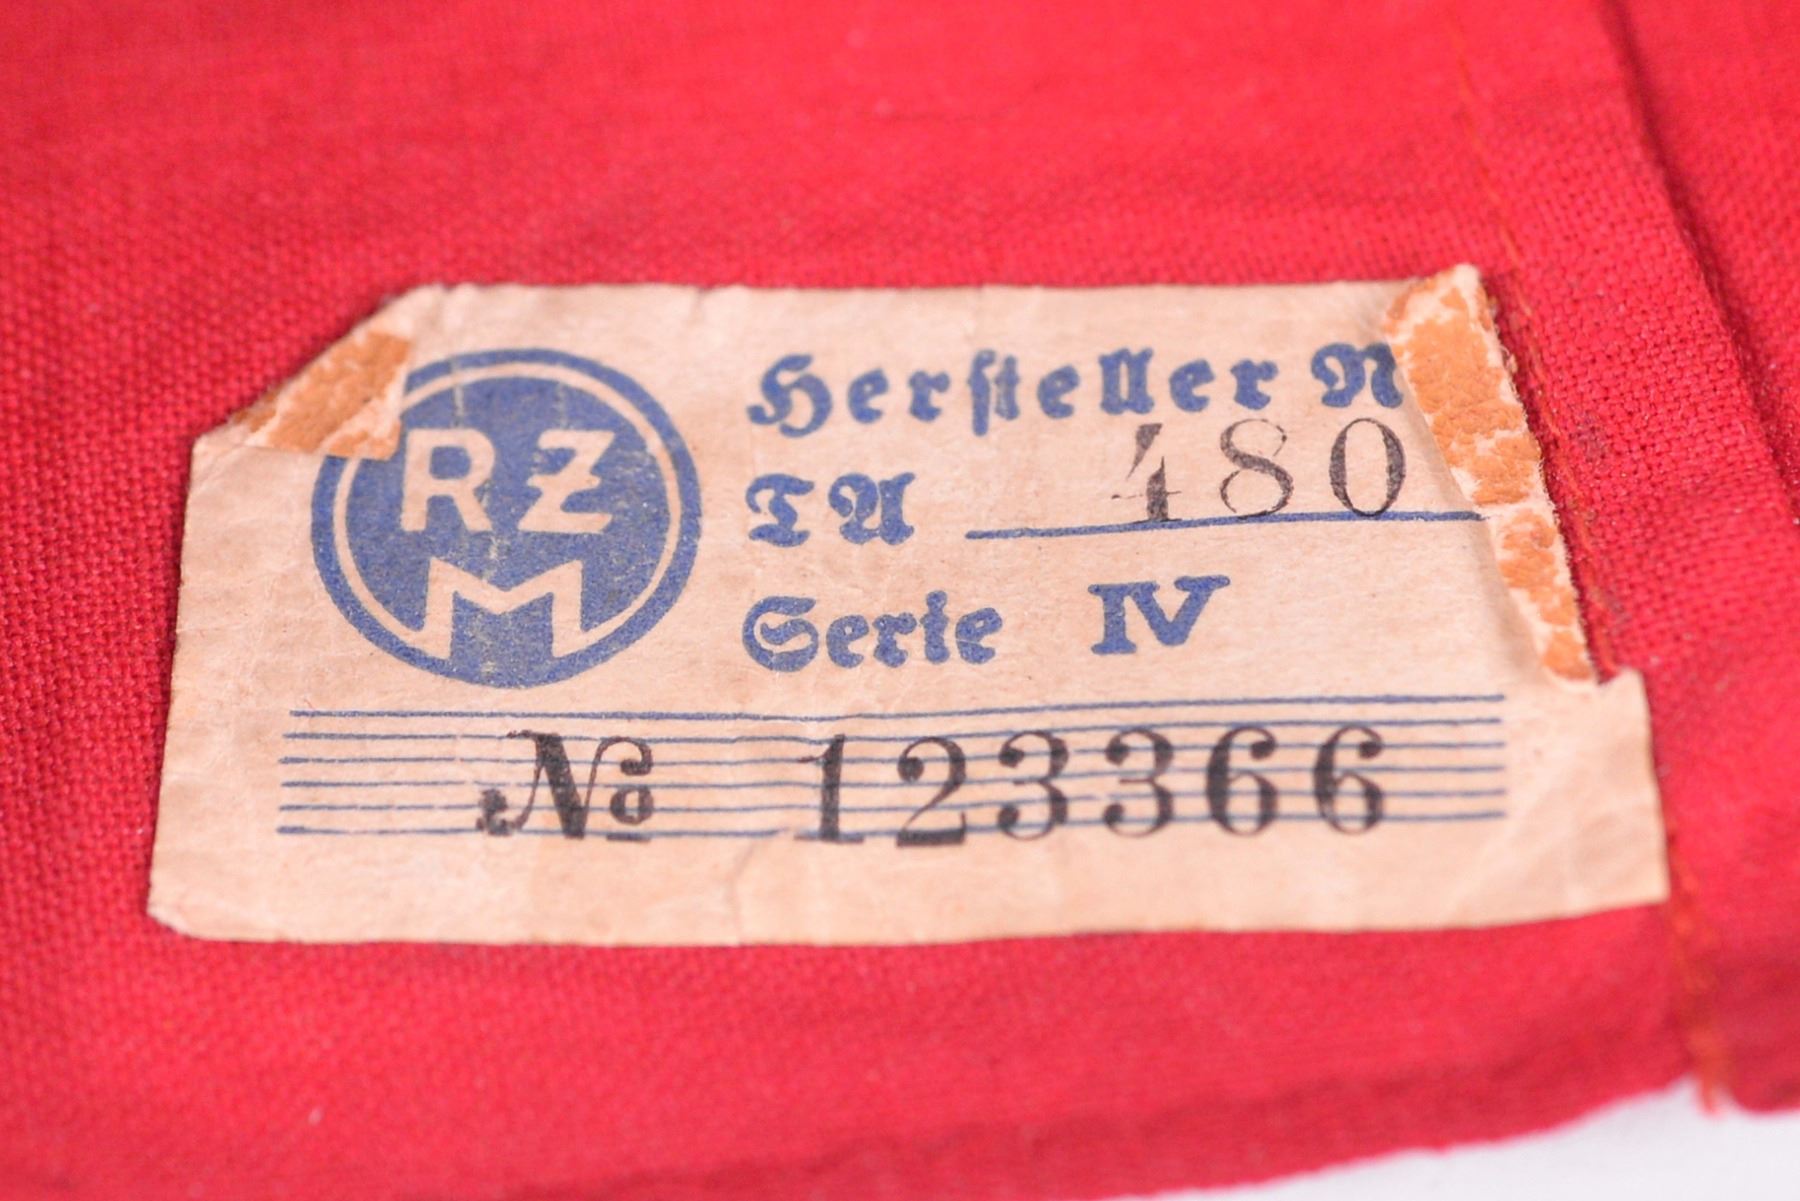 RZM
Hersteller N
TA 480
Serie IV
№ 123366